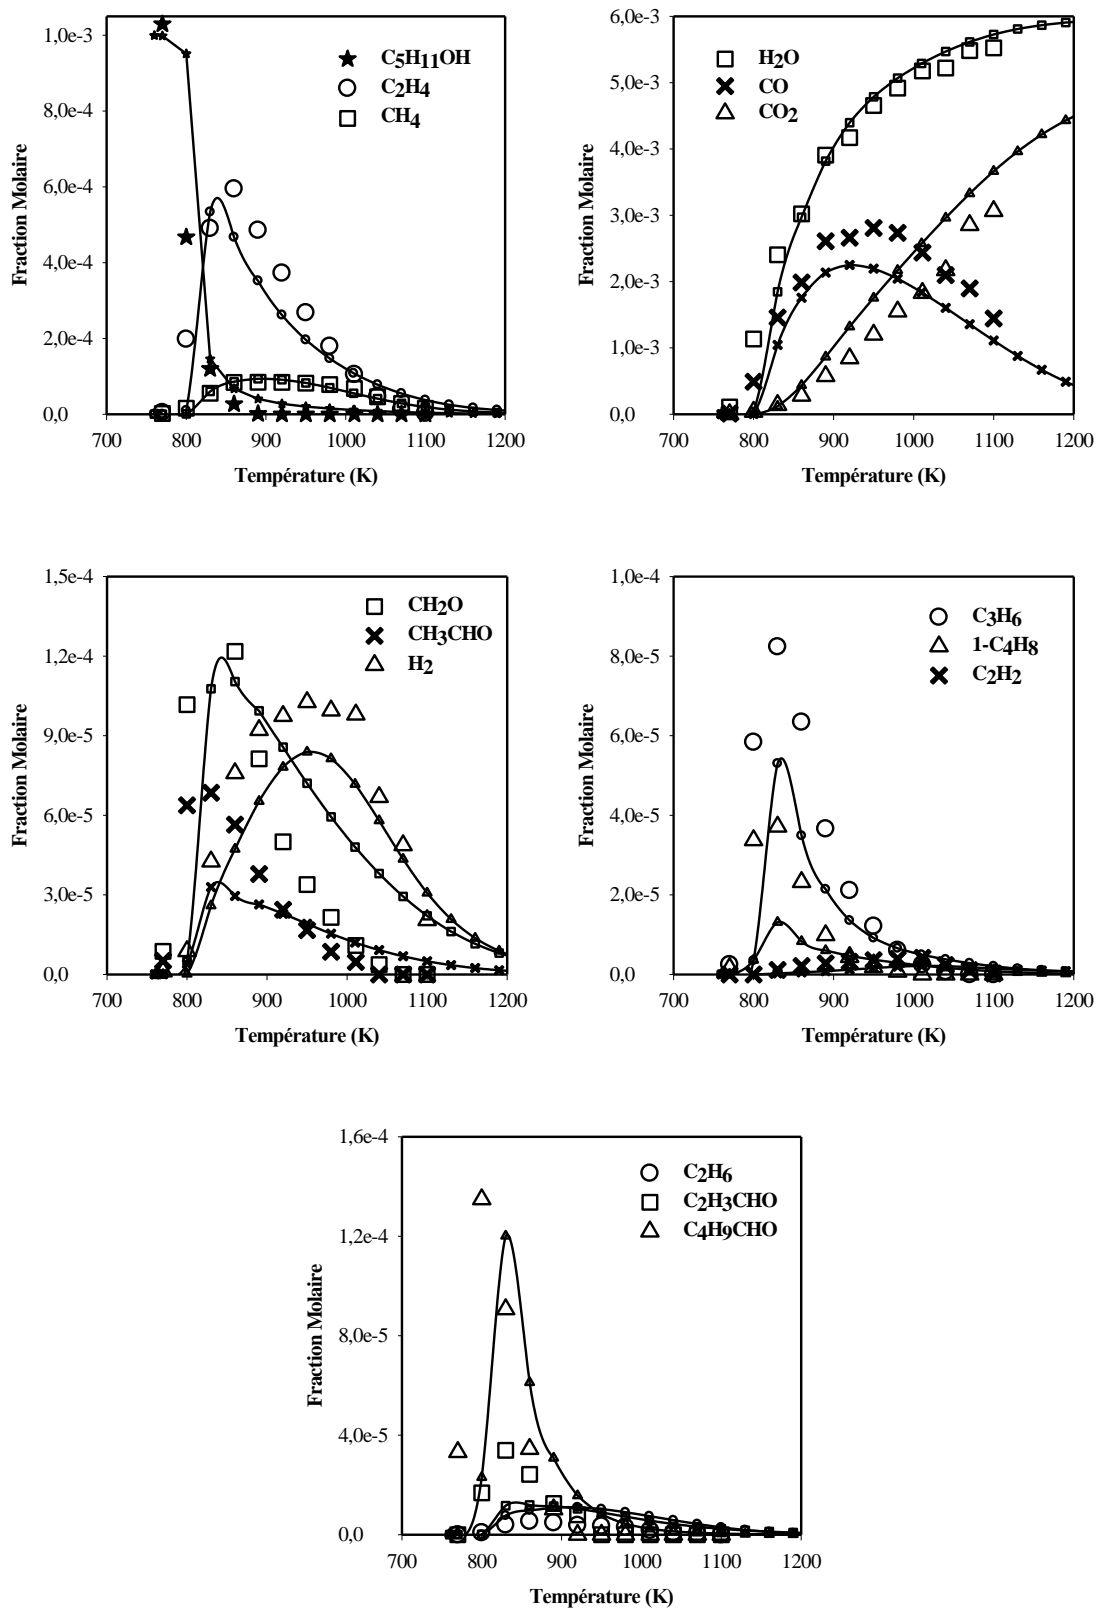 1,0e-3
8,0e-4
6,0e-4
4,0e-4
2,0e-4
0,0
Fraction Molaire
C5H11OH
C2H4
CH4
700 800 900 1000 1100 1200
Température (K)
6,0e-3
5,0e-3
4,0e-3
3,0e-3
2,0e-3
1,0e-3
0,0
Fraction Molaire
H2O
CO
CO2
700 800 900 1000 1100 1200
Température (K)
1,5e-4
1,2e-4
9,0e-5
6,0e-5
3,0e-5
0,0
Fraction Molaire
CH2O
CH3CHO
H2
700 800 900 1000 1100 1200
Température (K)
1,0e-4
8,0e-5
6,0e-5
4,0e-5
2,0e-5
0,0
Fraction Molaire
C3H6
1-C4H8
C2H2
700 800 900 1000 1100 1200
Température (K)
1,6e-4
1,2e-4
8,0e-5
4,0e-5
0,0
Fraction Molaire
C2H6
C2H3CHO
C4H9CHO
700 800 900 1000 1100 1200
Température (K)